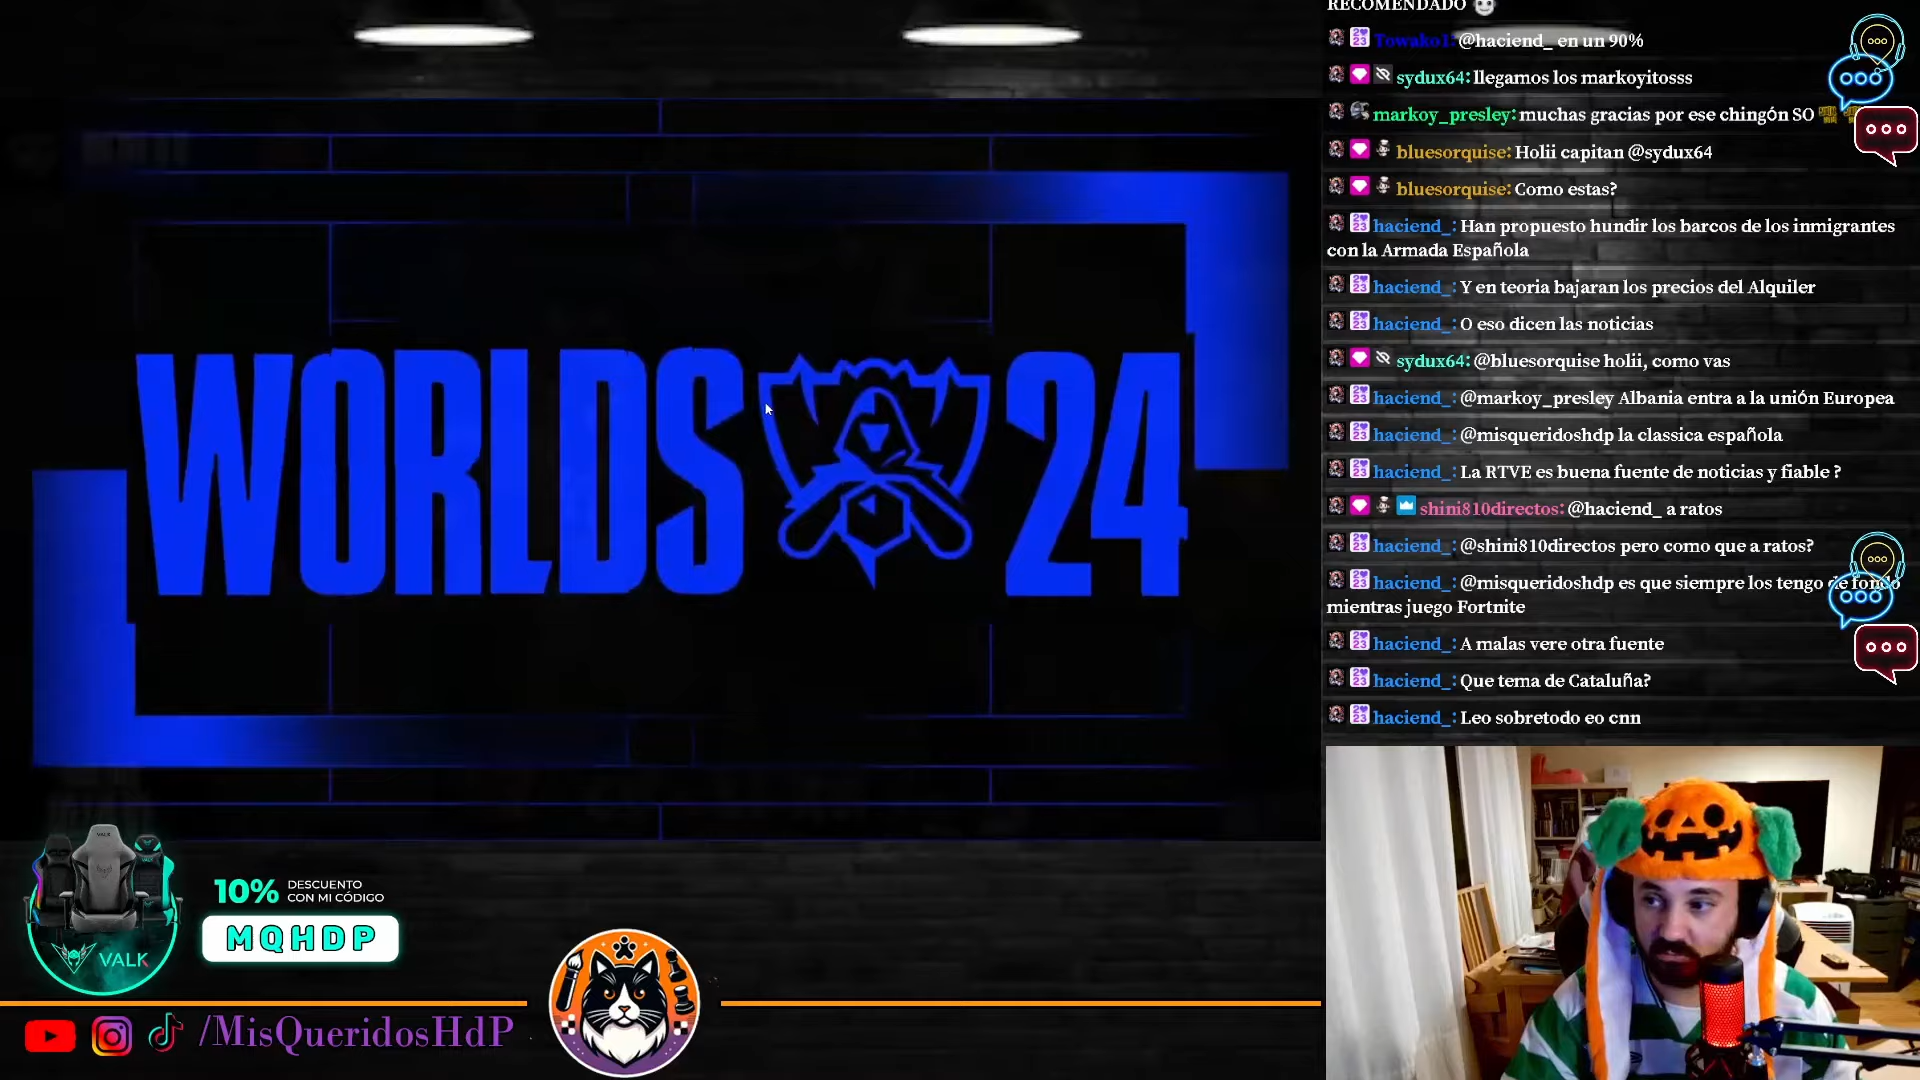 WORLDS 24
RECOMENDADO
Towako1: @haciend_ en un 90%
sydux64: llegamos los markoyitosss
markoy_presley: muchas gracias por ese chingón SO
bluesorquise: Holii capitan @sydux64
bluesorquise: Como estas?
haciend_: Han propuesto hundir los barcos de los inmigrantes
con la Armada Española
haciend_: Y en teoria bajaran los precios del Alquiler
haciend_: O eso dicen las noticias
sydux64: @bluesorquise holii, como vas
haciend_: @markoy_presley Albania entra a la unión Europea
haciend_: @misqueridoshdp la classica española
haciend_: La RTVE es buena fuente de noticias y fiable ?
shini810directos: @haciend_ a ratos
haciend_: @shini810directos pero como que a ratos?
haciend_: @misqueridoshdp es que siempre los tengo de fondo
mientras juego Fortnite
haciend_: A malas vere otra fuente
haciend_: Que tema de Cataluña?
haciend_: Leo sobretodo eo cnn
10% DESCUENTO
CON MI CÓDIGO
MQHDP
VALK
/MisQueridosHdP